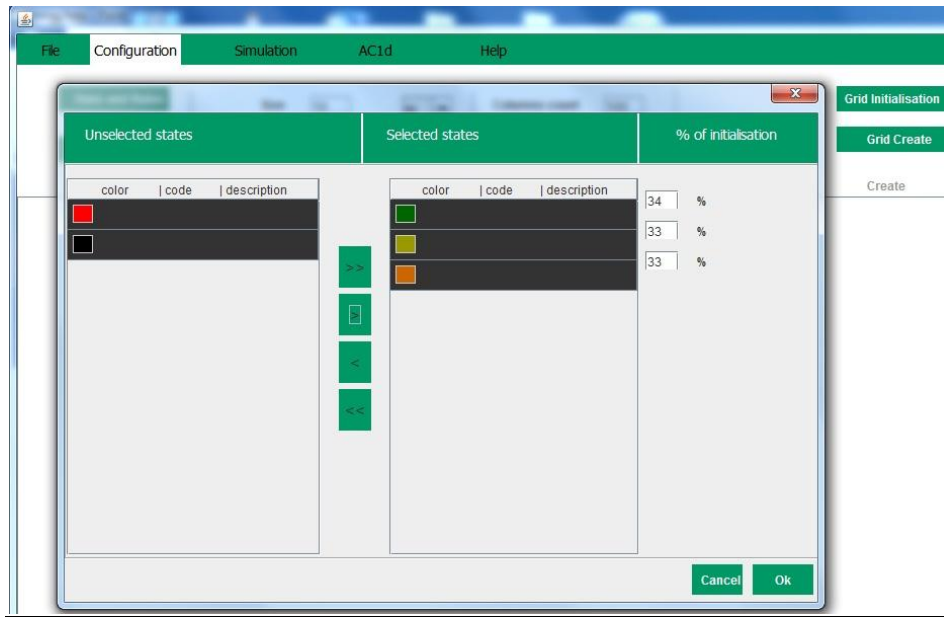 File Configuration Simulation AC1d Help
Grid Initialisation
Grid Create
Create
Unselected states Selected states % of initialisation
color | code | description
color | code | description
34 %
33 %
33 %
>>
>
<
<<
Cancel Ok